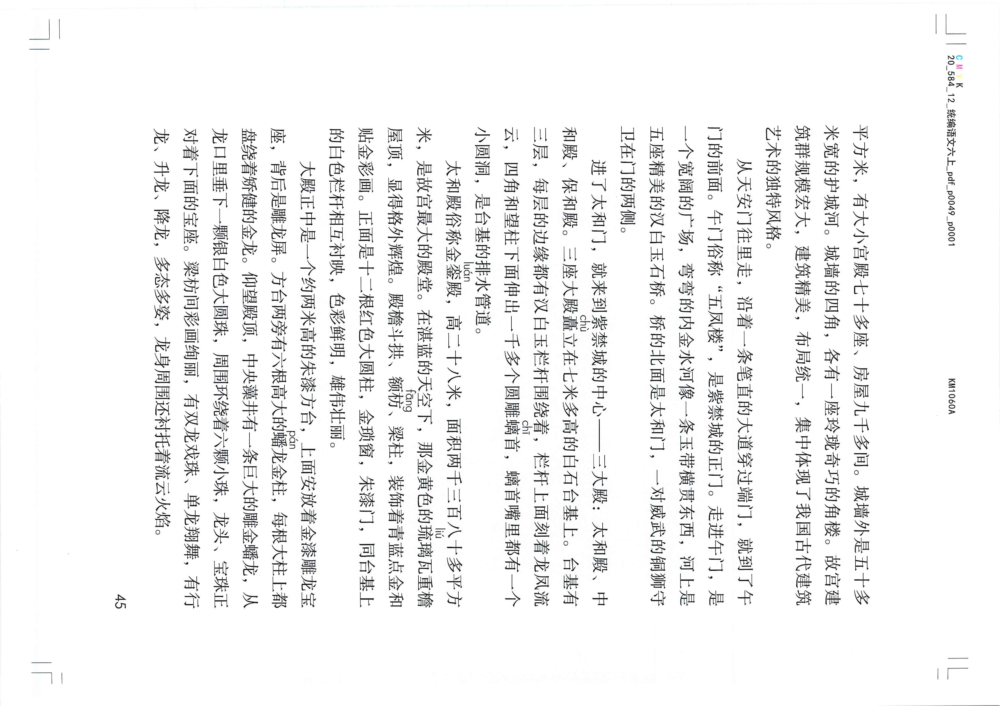 C M Y K
20_584_12_统编语文六上_pdf_p0049_p0001 KM1060A
平方米，有大小宫殿七十多座、房屋九千多间。城墙外是五十多
米宽的护城河。城墙的四角，各有一座玲珑奇巧的角楼。故宫建
筑群规模宏大，建筑精美，布局统一，集中体现了我国古代建筑
艺术的独特风格。
从天安门往里走，沿着一条笔直的大道穿过端门，就到了午
门的前面。午门俗称“五凤楼”，是紫禁城的正门。走进午门，是
一个宽阔的广场，弯弯的内金水河像一条玉带横贯东西，河上是
五座精美的汉白玉石桥。桥的北面是太和门，一对威武的铜狮守
卫在门的两侧。
进了太和门，就来到紫禁城的中心——三大殿：太和殿、中
chù
和殿、保和殿。三座大殿矗立在七米多高的白石台基上。台基有
三层，每层的边缘都有汉白玉栏杆围绕着，栏杆上面刻着龙凤流
chī
云，四角和望柱下面伸出一千多个圆雕螭首，螭首嘴里都有一个
小圆洞，是台基的排水管道。
luán
太和殿俗称金銮殿，高二十八米，面积两千三百八十多平方
liú
米，是故宫最大的殿堂。在湛蓝的天空下，那金黄色的琉璃瓦重檐
fāng
屋顶，显得格外辉煌。殿檐斗拱、额枋、梁柱，装饰着青蓝点金和
贴金彩画。正面是十二根红色大圆柱，金琐窗，朱漆门，同台基上
的白色栏杆相互衬映，色彩鲜明，雄伟壮丽。
大殿正中是一个约两米高的朱漆方台，上面安放着金漆雕龙宝
pán
座，背后是雕龙屏。方台两旁有六根高大的蟠龙金柱，每根大柱上都
盘绕着矫健的金龙。仰望殿顶，中央藻井有一条巨大的雕金蟠龙，从
龙口里垂下一颗银白色大圆珠，周围环绕着六颗小珠，龙头、宝珠正
对着下面的宝座。梁枋间彩画绚丽，有双龙戏珠、单龙翔舞，有行
龙、升龙、降龙，多态多姿，龙身周围还衬托着流云火焰。
45